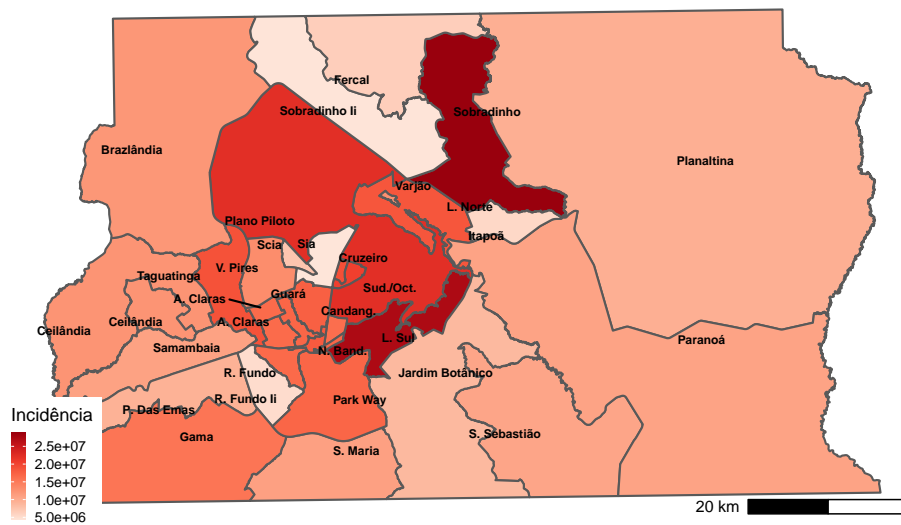 Fercal
Sobradinho Ii
Sobradinho
Brazlândia
Planaltina
Varjão
L. Norte
Plano Piloto
Itapoã
Scia
Sia
Cruzeiro
Taguatinga
V. Pires
Guará
Sud./Oct.
A. Claras
Candang.
Ceilândia
Ceilândia
A. Claras
L. Sul
Paranoá
Samambaia
N. Band.
R. Fundo
Jardim Botânico
R. Fundo Ii
Park Way
P. Das Emas
Gama
S. Sebastião
S. Maria
Incidência
2.5e+07
2.0e+07
1.5e+07
1.0e+07
5.0e+06
20 km